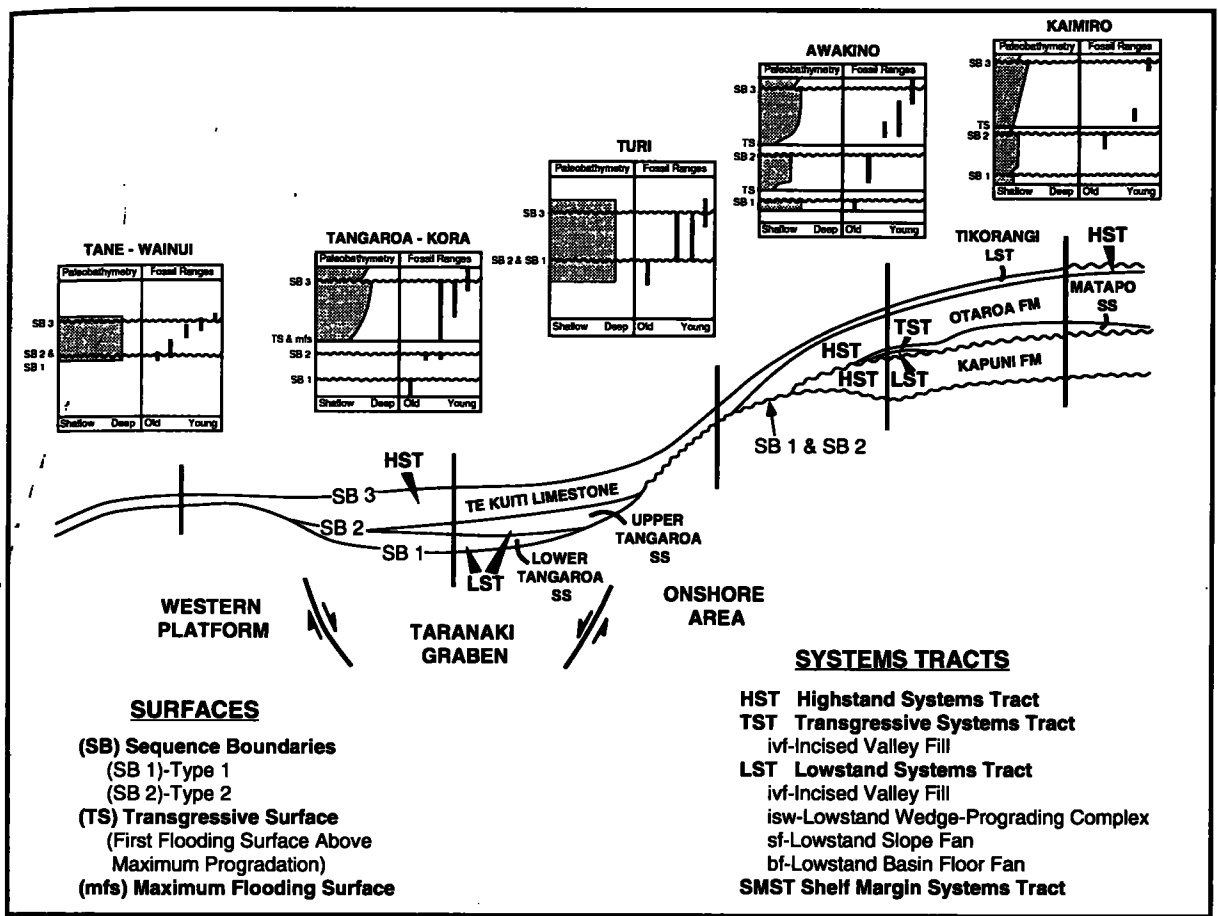 KAIMIRO
Paleobathymetry Fossil Ranges
SB 3
TS
SB 2
SB 1
Shallow Deep Old Young
AWAKINO
Paleobathymetry Fossil Ranges
SB 3
TS
SB 2
TS
SB 1
Shallow Deep Old Young
TURI
Paleobathymetry Fossil Ranges
SB 3
SB 2 & SB 1
Shallow Deep Old Young
TANGAROA - KORA
Paleobathymetry Fossil Ranges
SB 3
TS & mfs
SB 2
SB 1
Shallow Deep Old Young
TANE - WAINUI
Paleobathymetry Fossil Ranges
SB 3
SB 2 &
SB 1
Shallow Deep Old Young
TIKORANGI
LST
HST
MATAPO
SS
OTAROA FM
TST
HST
HST
LST
KAPUNI FM
SB 1 & SB 2
HST
SB 3
TE KUITI LIMESTONE
SB 2
UPPER
TANGAROA
SS
SB 1
LST
LOWER
TANGAROA
SS
WESTERN
PLATFORM
TARANAKI
GRABEN
ONSHORE
AREA
SURFACES
(SB) Sequence Boundaries
(SB 1)-Type 1
(SB 2)-Type 2
(TS) Transgressive Surface
(First Flooding Surface Above
Maximum Progradation)
(mfs) Maximum Flooding Surface
SYSTEMS TRACTS
HST Highstand Systems Tract
TST Transgressive Systems Tract
ivf-Incised Valley Fill
LST Lowstand Systems Tract
ivf-Incised Valley Fill
isw-Lowstand Wedge-Prograding Complex
sf-Lowstand Slope Fan
bf-Lowstand Basin Floor Fan
SMST Shelf Margin Systems Tract